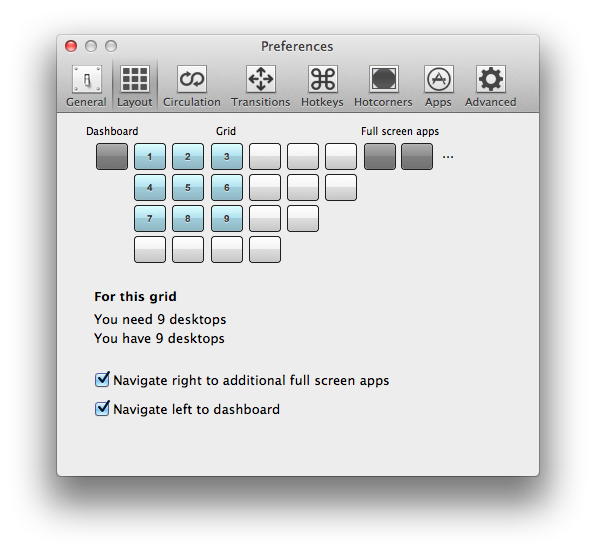 Preferences
General Layout Circulation Transitions Hotkeys Hotcorners Apps Advanced
Dashboard Grid Full screen apps
1 2 3 ...
4 5 6
7 8 9
For this grid
You need 9 desktops
You have 9 desktops
Navigate right to additional full screen apps
Navigate left to dashboard